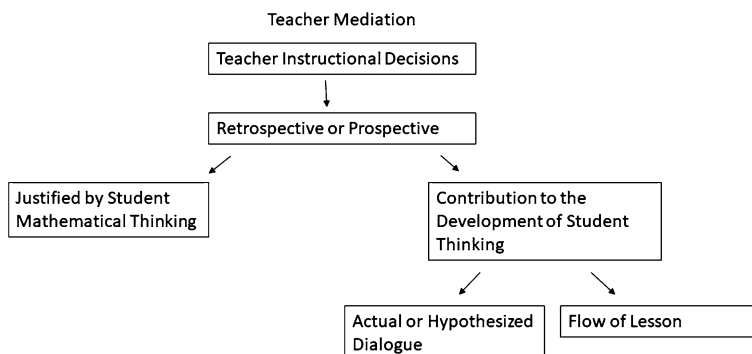 Teacher Mediation
Teacher Instructional Decisions
Retrospective or Prospective
Justified by Student
Mathematical Thinking
Contribution to the
Development of Student
Thinking
Actual or Hypothesized
Dialogue
Flow of Lesson